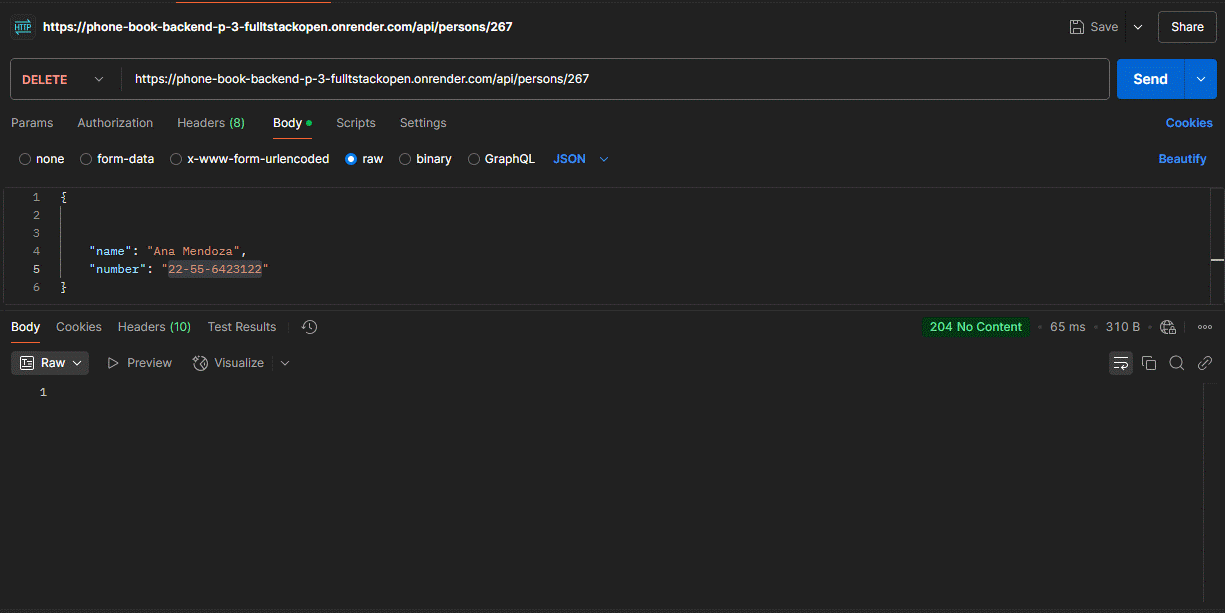 HTTP https://phone-book-backend-p-3-fulltstackopen.onrender.com/api/persons/267 Save Share
DELETE https://phone-book-backend-p-3-fulltstackopen.onrender.com/api/persons/267 Send
Params Authorization Headers (8) Body Scripts Settings Cookies
none form-data x-www-form-urlencoded raw binary GraphQL JSON Beautify
1 {
2
3
4 "name": "Ana Mendoza",
5 "number": "22-55-6423122"
6 }
Body Cookies Headers (10) Test Results 204 No Content • 65 ms • 310 B •
Raw Preview Visualize
1